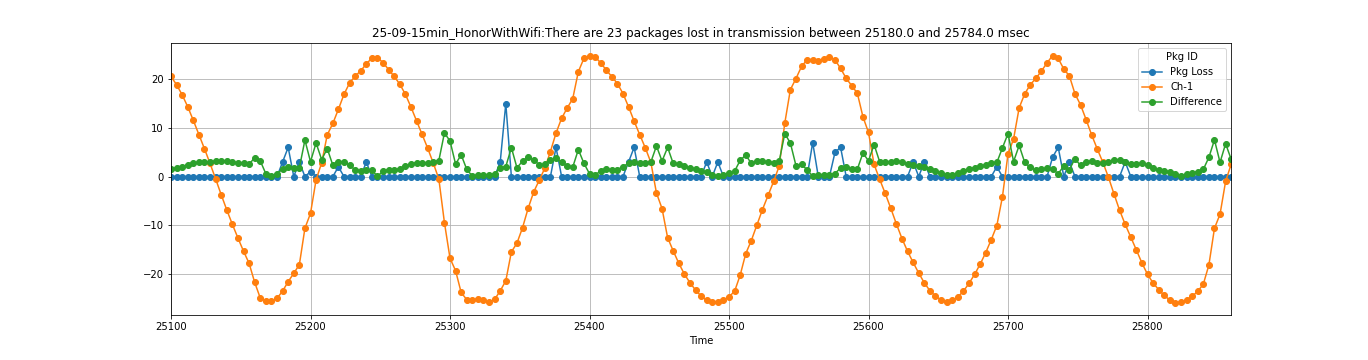 25-09-15min_HonorWithWifi:There are 23 packages lost in transmission between 25180.0 and 25784.0 msec
Pkg ID
Pkg Loss
Ch-1
Difference
20
10
0
−10
−20
25100 25200 25300 25400 25500 25600 25700 25800
Time